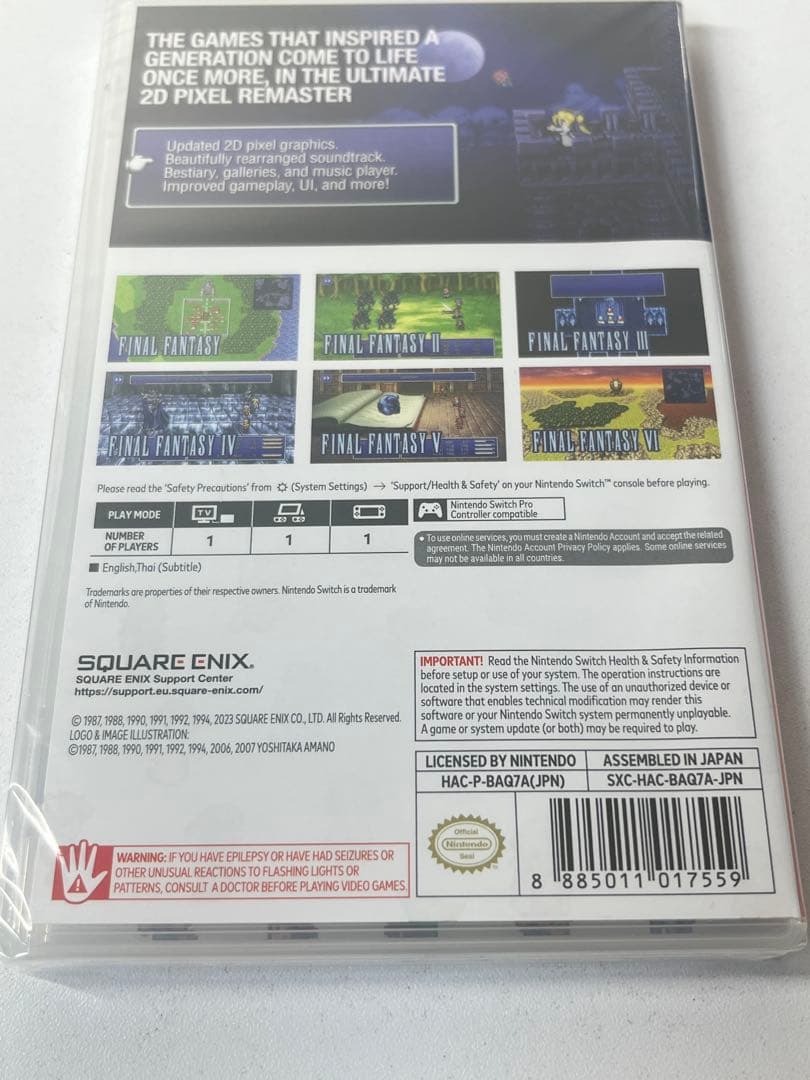 THE GAMES THAT INSPIRED A
GENERATION COME TO LIFE
ONCE MORE, IN THE ULTIMATE
2D PIXEL REMASTER
Updated 2D pixel graphics.
Beautifully rearranged soundtrack.
Bestiary, galleries, and music player.
Improved gameplay, UI, and more!
FINAL FANTASY
FINAL FANTASY II
FINAL FANTASY III
FINAL FANTASY IV
FINAL FANTASY V
FINAL FANTASY VI
Please read the 'Safety Precautions' from (System Settings) → 'Support/Health & Safety' on your Nintendo Switch™ console before playing.
PLAY MODE
TV
NUMBER
OF PLAYERS
1
1
1
Nintendo Switch Pro
Controller compatible
• To use online services, you must create a Nintendo Account and accept the related
agreement. The Nintendo Account Privacy Policy applies. Some online services
may not be available in all countries.
■ English,Thai (Subtitle)
Trademarks are properties of their respective owners. Nintendo Switch is a trademark
of Nintendo.
SQUARE ENIX®
SQUARE ENIX Support Center
https://support.eu.square-enix.com/
© 1987, 1988, 1990, 1991, 1992, 1994, 2023 SQUARE ENIX CO., LTD. All Rights Reserved.
LOGO & IMAGE ILLUSTRATION:
©1987, 1988, 1990, 1991, 1992, 1994, 2006, 2007 YOSHITAKA AMANO
IMPORTANT! Read the Nintendo Switch Health & Safety Information
before setup or use of your system. The operation instructions are
located in the system settings. The use of an unauthorized device or
software that enables technical modification may render this
software or your Nintendo Switch system permanently unplayable.
A game or system update (or both) may be required to play.
LICENSED BY NINTENDO
ASSEMBLED IN JAPAN
HAC-P-BAQ7A(JPN)
SXC-HAC-BAQ7A-JPN
Official
Nintendo
Seal
8 885011 017559
WARNING: IF YOU HAVE EPILEPSY OR HAVE HAD SEIZURES OR
OTHER UNUSUAL REACTIONS TO FLASHING LIGHTS OR
PATTERNS, CONSULT A DOCTOR BEFORE PLAYING VIDEO GAMES.